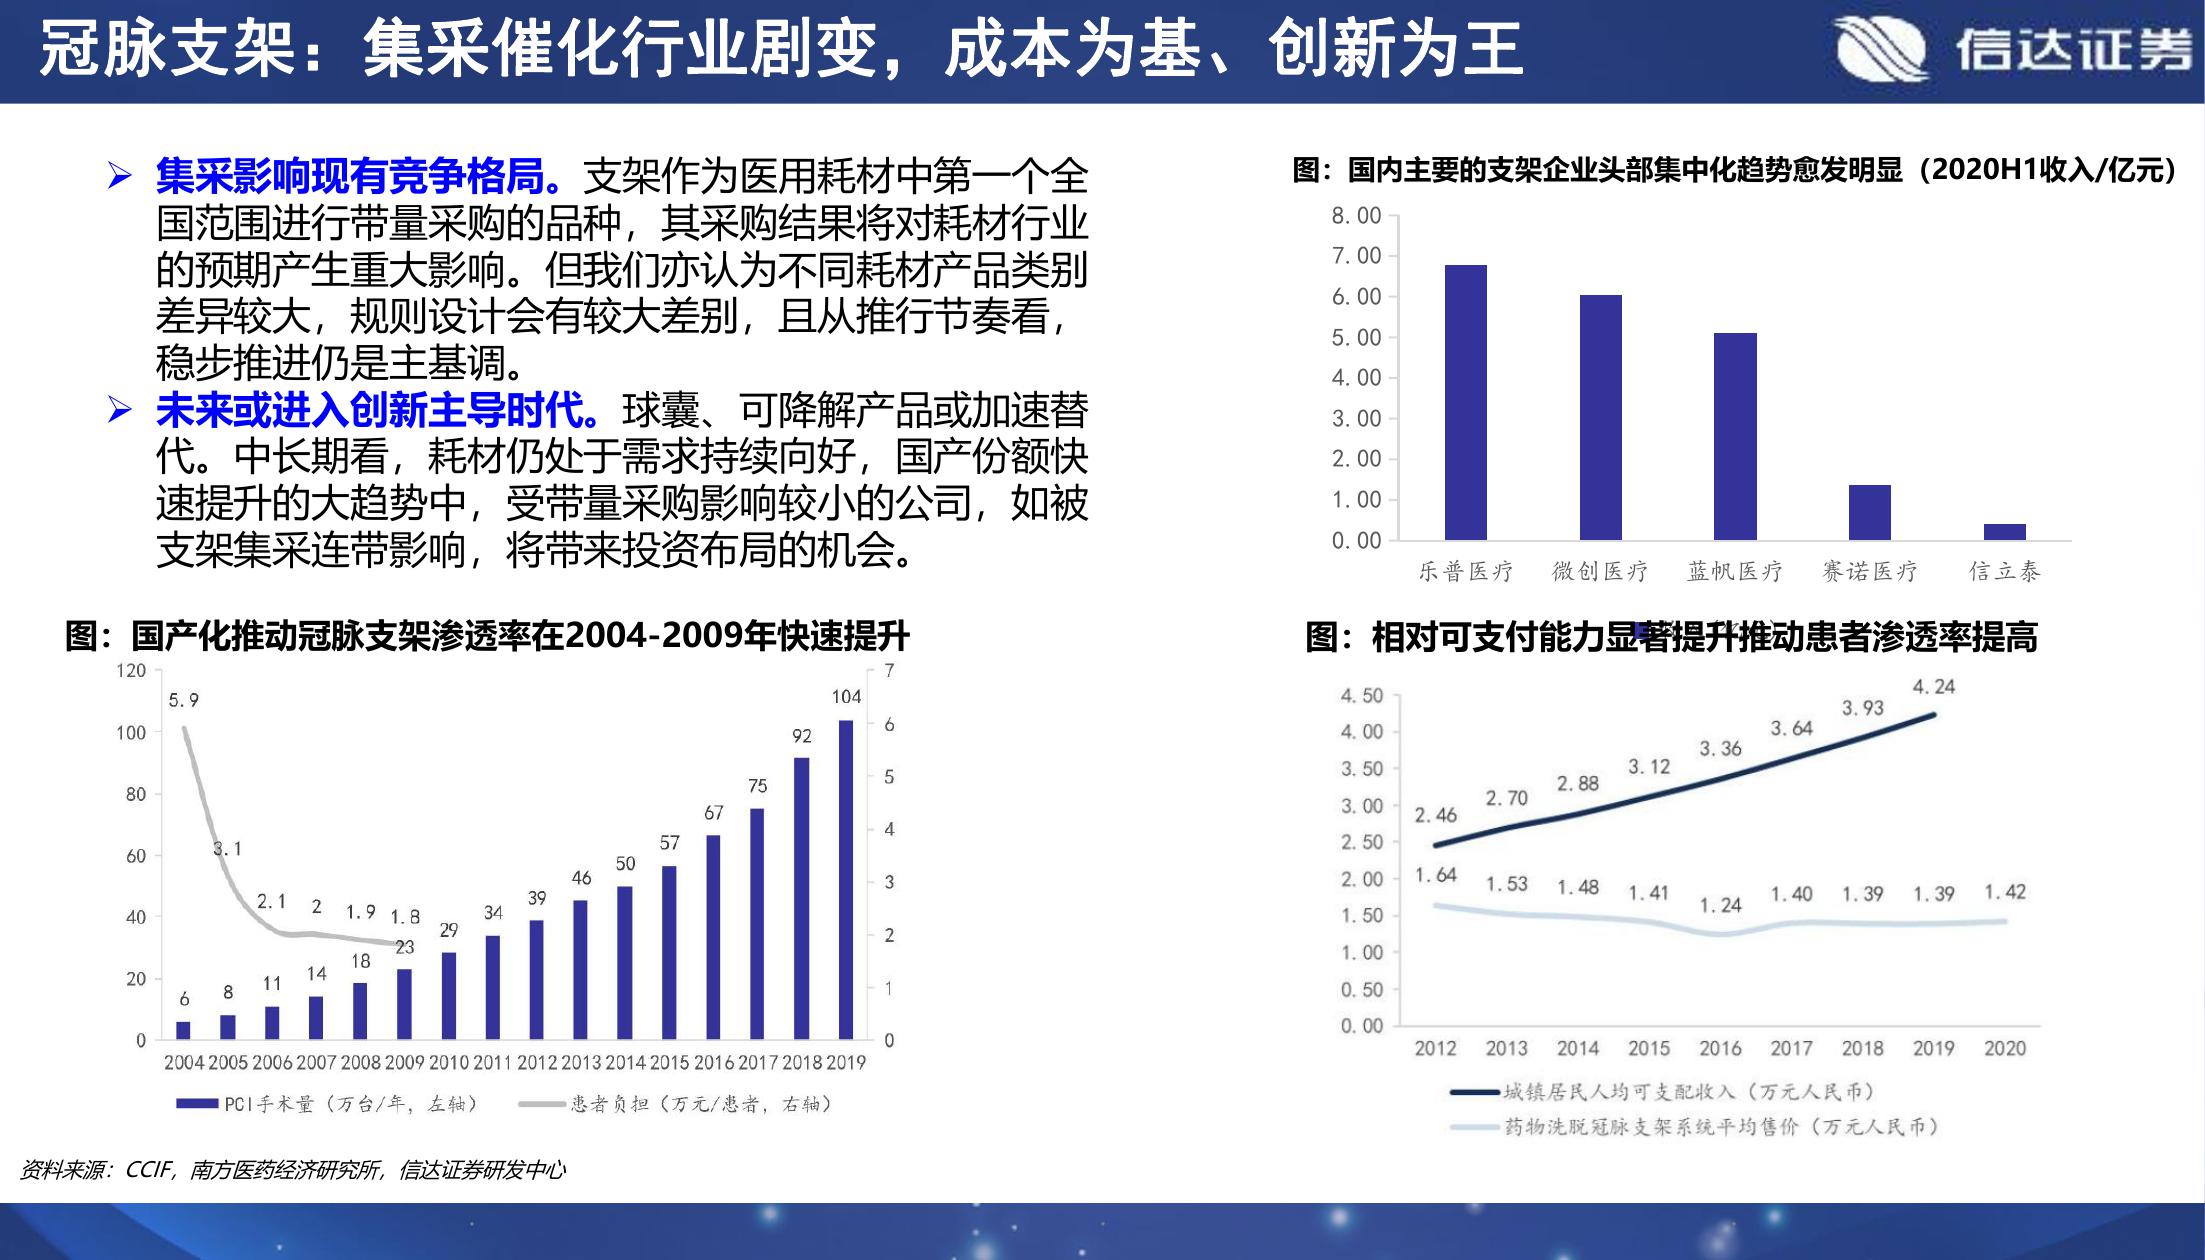 冠脉支架：集采催化行业剧变，成本为基、创新为王
信达证券
➢ 集采影响现有竞争格局。支架作为医用耗材中第一个全
国范围进行带量采购的品种，其采购结果将对耗材行业
的预期产生重大影响。但我们亦认为不同耗材产品类别
差异较大，规则设计会有较大差别，且从推行节奏看，
稳步推进仍是主基调。
➢ 未来或进入创新主导时代。球囊、可降解产品或加速替
代。中长期看，耗材仍处于需求持续向好，国产份额快
速提升的大趋势中，受带量采购影响较小的公司，如被
支架集采连带影响，将带来投资布局的机会。
图：国内主要的支架企业头部集中化趋势愈发明显（2020H1收入/亿元）
8.00
7.00
6.00
5.00
4.00
3.00
2.00
1.00
0.00
乐普医疗 微创医疗 蓝帆医疗 赛诺医疗 信立泰
图：国产化推动冠脉支架渗透率在2004-2009年快速提升
120
100
80
60
40
20
0
7
6
5
4
3
2
1
0
5.9
3.1
2.1 2 1.9 1.8
6 8 11 14 18 23 29 34 39 46 50 57 67 75 92 104
2004 2005 2006 2007 2008 2009 2010 2011 2012 2013 2014 2015 2016 2017 2018 2019
PCI手术量（万台/年，左轴） 患者负担（万元/患者，右轴）
图：相对可支付能力显著提升推动患者渗透率提高
4.50
4.00
3.50
3.00
2.50
2.00
1.50
1.00
0.50
0.00
2.46 2.70 2.88 3.12 3.36 3.64 3.93 4.24
1.64 1.53 1.48 1.41 1.24 1.40 1.39 1.39 1.42
2012 2013 2014 2015 2016 2017 2018 2019 2020
城镇居民人均可支配收入（万元人民币）
药物洗脱冠脉支架系统平均售价（万元人民币）
资料来源：CCIF，南方医药经济研究所，信达证券研发中心